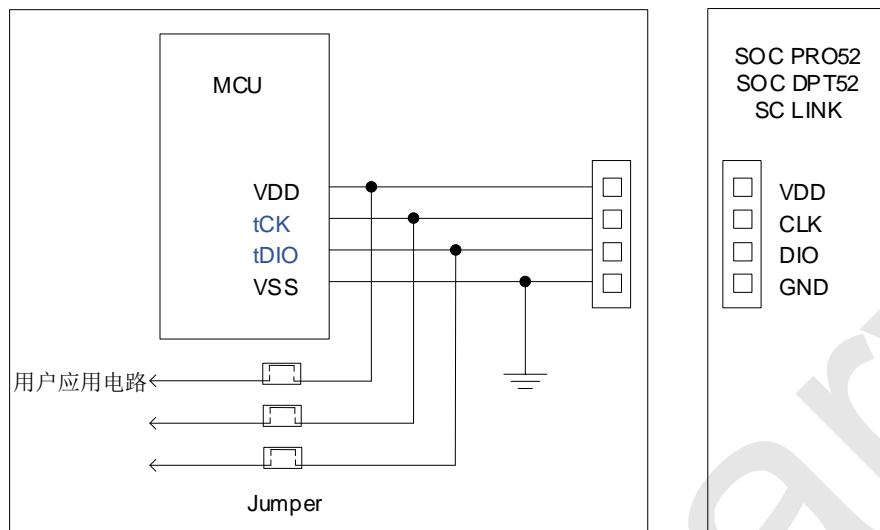 MCU
VDD
tCK
tDIO
VSS
用户应用电路
Jumper
SOC PRO52
SOC DPT52
SC LINK
VDD
CLK
DIO
GND